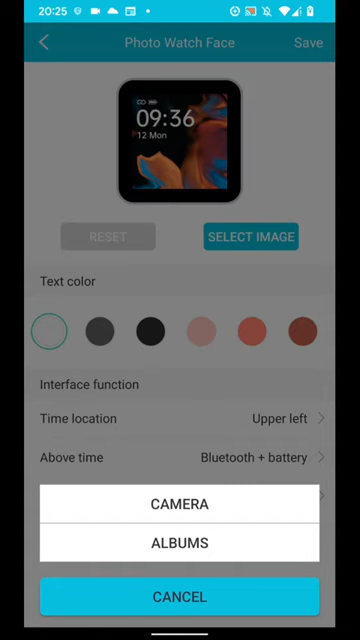 20:25
Photo Watch Face
Save
09:36
12 Mon
RESET
SELECT IMAGE
Text color
Interface function
Time location
Upper left
Above time
Bluetooth + battery
CAMERA
ALBUMS
CANCEL